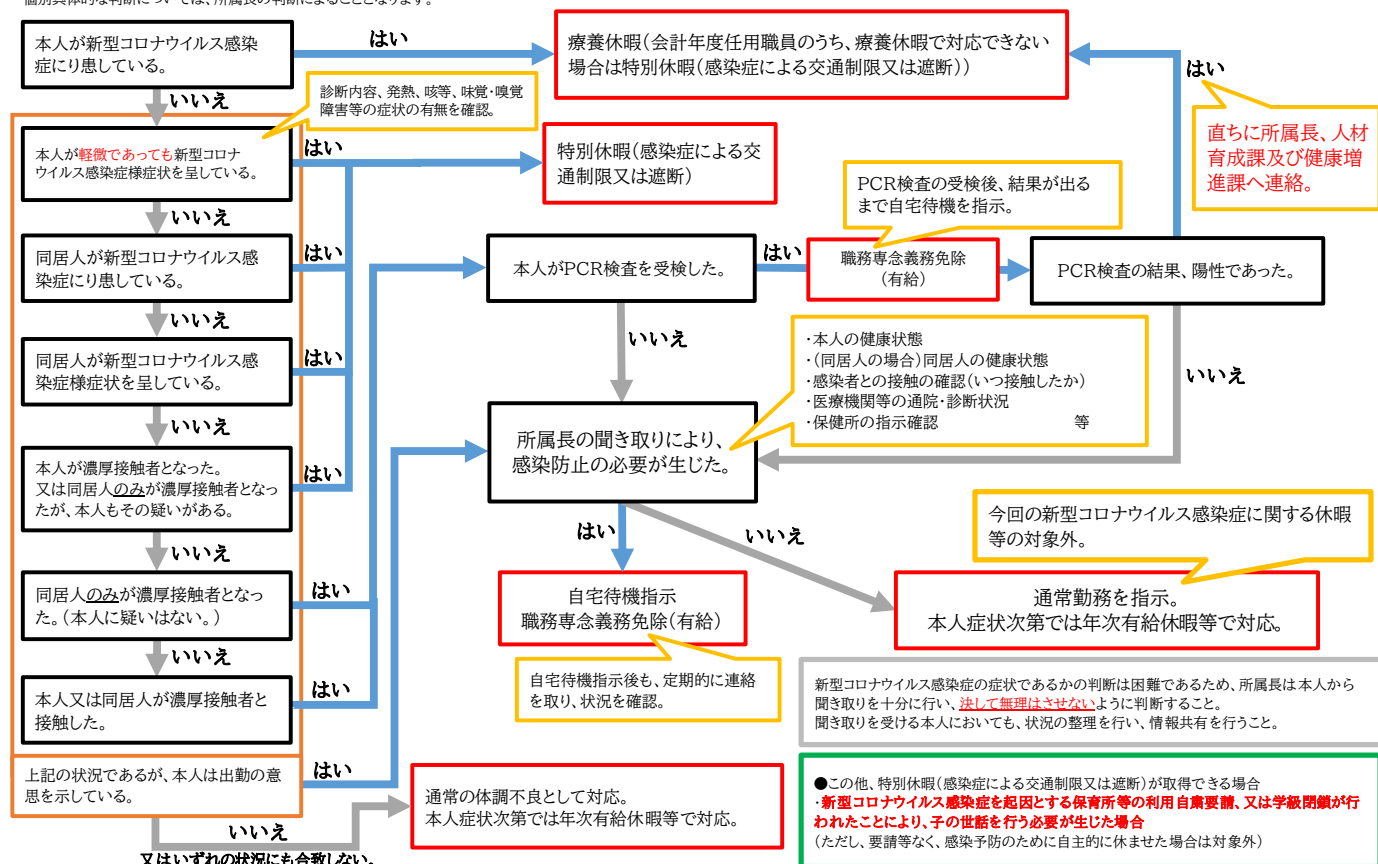 個別具体的な判断については、所属長の判断によることとなります。
本人が新型コロナウイルス感染
症にり患している。
はい
療養休暇(会計年度任用職員のうち、療養休暇で対応できない
場合は特別休暇(感染症による交通制限又は遮断))
はい
いいえ
診断内容、発熱、咳等、味覚・嗅覚
障害等の症状の有無を確認。
直ちに所属長、人材
育成課及び健康増
進課へ連絡。
本人が軽微であっても新型コロナ
ウイルス感染症様症状を呈している。
はい
特別休暇(感染症による交
通制限又は遮断)
PCR検査の受検後、結果が出る
まで自宅待機を指示。
いいえ
同居人が新型コロナウイルス感
染症にり患している。
はい
本人がPCR検査を受検した。
はい
職務専念義務免除
(有給)
PCR検査の結果、陽性であった。
いいえ
いいえ
いいえ
同居人が新型コロナウイルス感
染症様症状を呈している。
はい
・本人の健康状態
・(同居人の場合)同居人の健康状態
・感染者との接触の確認(いつ接触したか)
・医療機関等の通院・診断状況
・保健所の指示確認 等
いいえ
所属長の聞き取りにより、
感染防止の必要が生じた。
本人が濃厚接触者となった。
又は同居人のみが濃厚接触者となっ
たが、本人もその疑いがある。
はい
いいえ
はい
いいえ
今回の新型コロナウイルス感染症に関する休暇
等の対象外。
同居人のみが濃厚接触者となっ
た。(本人に疑いはない。)
はい
自宅待機指示
職務専念義務免除(有給)
通常勤務を指示。
本人症状次第では年次有給休暇等で対応。
いいえ
自宅待機指示後も、定期的に連絡
を取り、状況を確認。
本人又は同居人が濃厚接触者と
接触した。
はい
新型コロナウイルス感染症の症状であるかの判断は困難であるため、所属長は本人から
聞き取りを十分に行い、決して無理はさせないように判断すること。
聞き取りを受ける本人においても、状況の整理を行い、情報共有を行うこと。
上記の状況であるが、本人は出勤の意
思を示している。
はい
通常の体調不良として対応。
本人症状次第では年次有給休暇等で対応。
●この他、特別休暇(感染症による交通制限又は遮断)が取得できる場合
・新型コロナウイルス感染症を起因とする保育所等の利用自粛要請、又は学級閉鎖が行
われたことにより、子の世話を行う必要が生じた場合
(ただし、要請等なく、感染予防のために自主的に休ませた場合は対象外)
いいえ
又はいずれの状況にも合致しない。